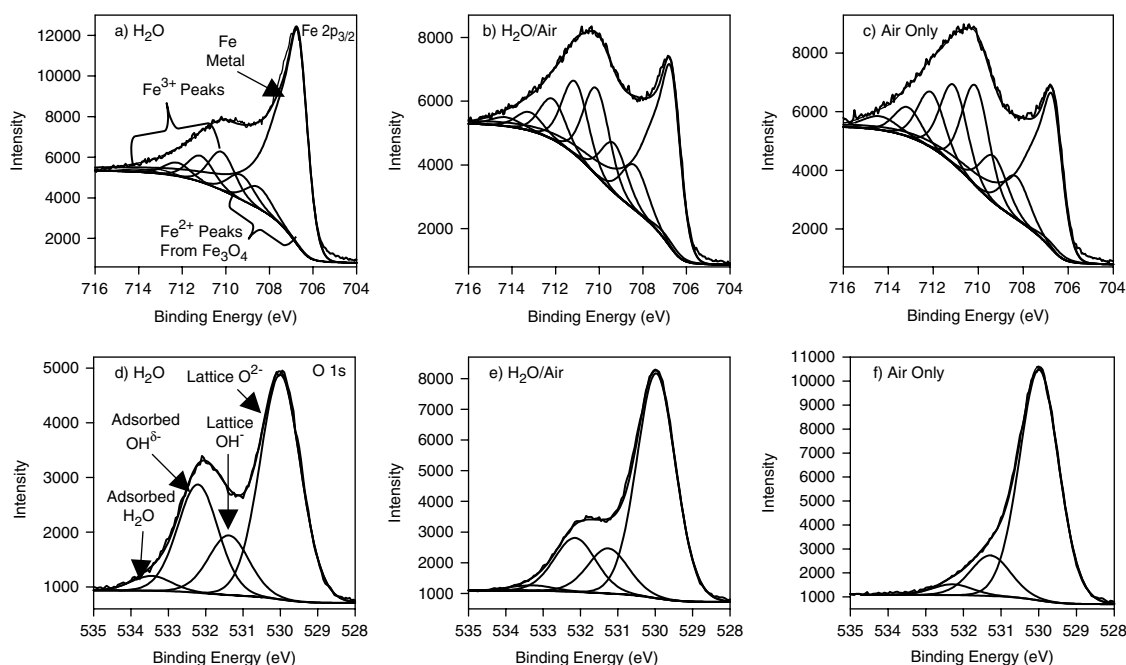 a) H₂O
Fe 2p3/2
Fe
Metal
Fe³⁺ Peaks
Fe²⁺ Peaks
From Fe₃O₄
Intensity
12000
10000
8000
6000
4000
2000
716 714 712 710 708 706 704
Binding Energy (eV)
b) H₂O/Air
Intensity
8000
6000
4000
2000
716 714 712 710 708 706 704
Binding Energy (eV)
c) Air Only
Intensity
8000
6000
4000
2000
716 714 712 710 708 706 704
Binding Energy (eV)
d) H₂O
O 1s
Lattice O²⁻
Adsorbed
OHδ-
Lattice
OH⁻
Adsorbed
H₂O
Intensity
5000
4000
3000
2000
1000
535 534 533 532 531 530 529 528
Binding Energy (eV)
e) H₂O/Air
Intensity
8000
7000
6000
5000
4000
3000
2000
1000
535 534 533 532 531 530 529 528
Binding Energy (eV)
f) Air Only
Intensity
11000
10000
9000
8000
7000
6000
5000
4000
3000
2000
1000
535 534 533 532 531 530 529 528
Binding Energy (eV)